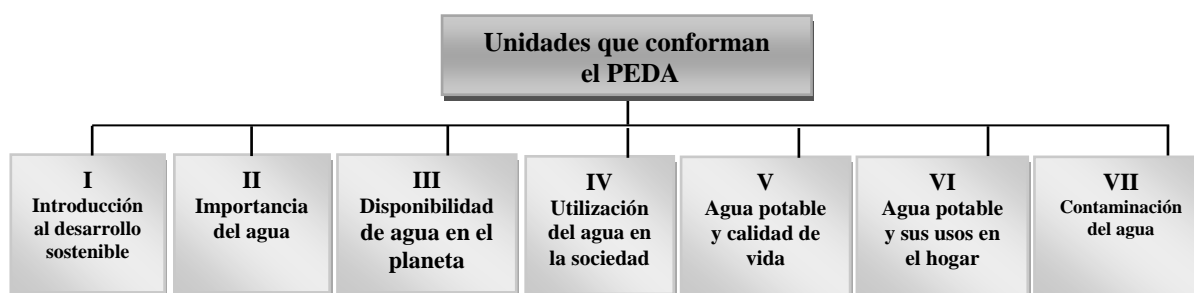 Unidades que conforman
el PEDA
I
Introducción
al desarrollo
sostenible
II
Importancia
del agua
III
Disponibilidad
de agua en el
planeta
IV
Utilización
del agua en
la sociedad
V
Agua potable
y calidad de
vida
VI
Agua potable
y sus usos en
el hogar
VII
Contaminación
del agua